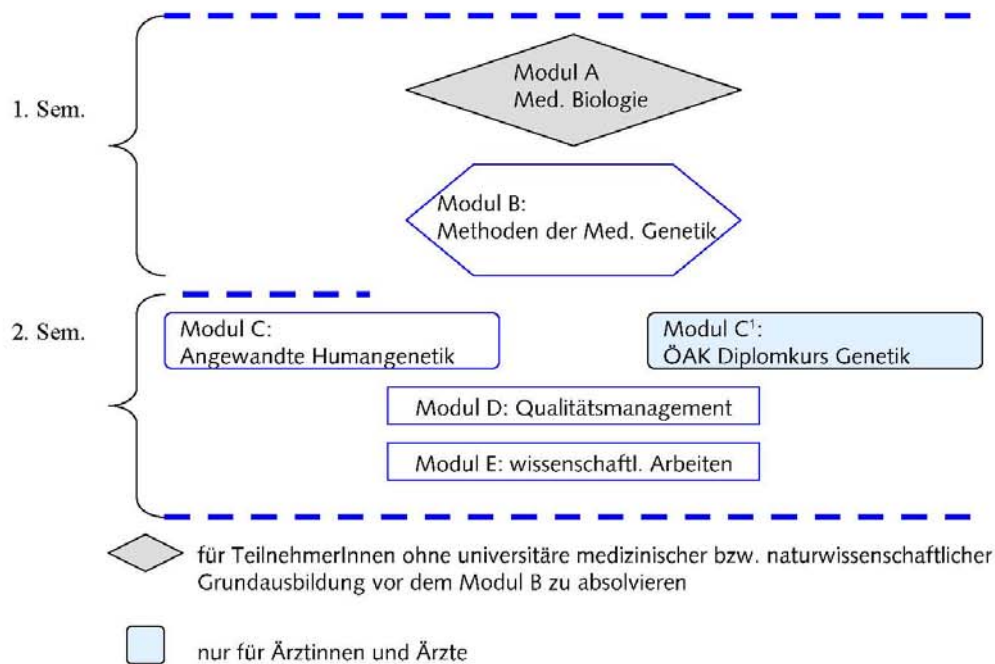 1. Sem.
Modul A
Med. Biologie
Modul B:
Methoden der Med. Genetik
2. Sem.
Modul C:
Angewandte Humangenetik
Modul C¹:
ÖAK Diplomkurs Genetik
Modul D: Qualitätsmanagement
Modul E: wissenschaftl. Arbeiten
für TeilnehmerInnen ohne universitäre medizinischer bzw. naturwissenschaftlicher
Grundausbildung vor dem Modul B zu absolvieren
nur für Ärztinnen und Ärzte